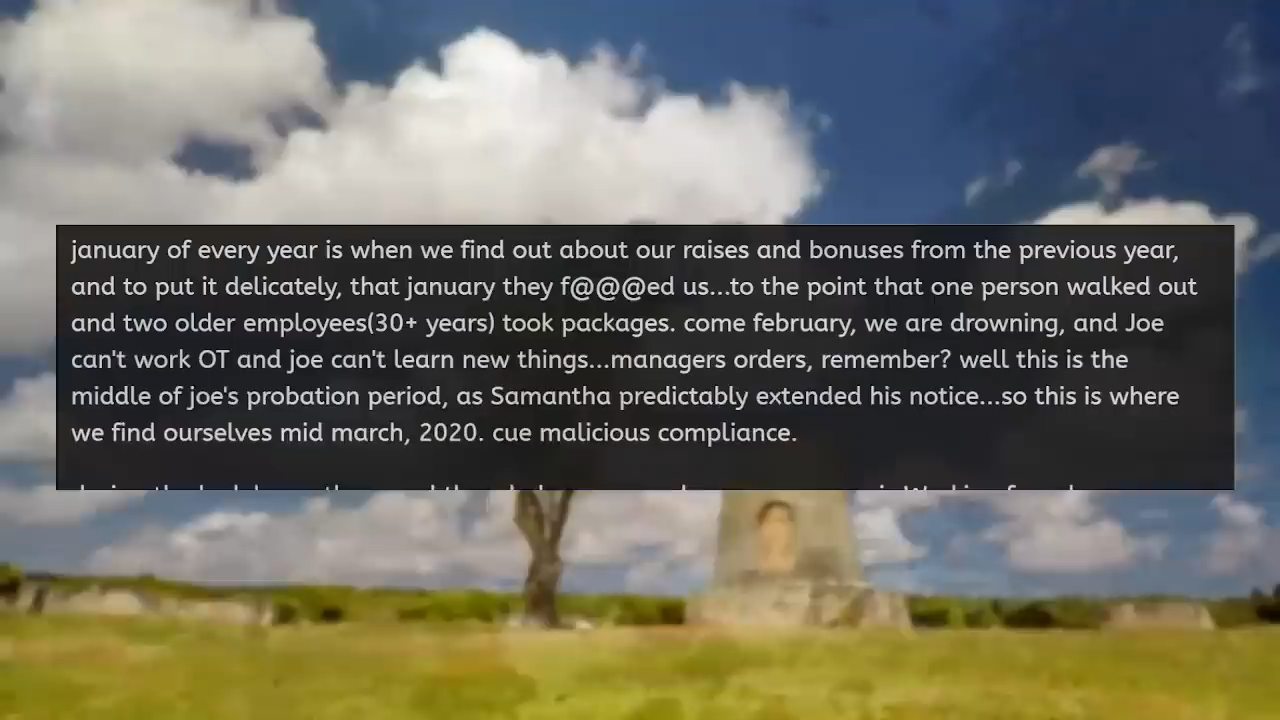 january of every year is when we find out about our raises and bonuses from the previous year,
and to put it delicately, that january they f@@@ed us...to the point that one person walked out
and two older employees(30+ years) took packages. come february, we are drowning, and Joe
can't work OT and joe can't learn new things...managers orders, remember? well this is the
middle of joe's probation period, as Samantha predictably extended his notice...so this is where
we find ourselves mid march, 2020. cue malicious compliance.